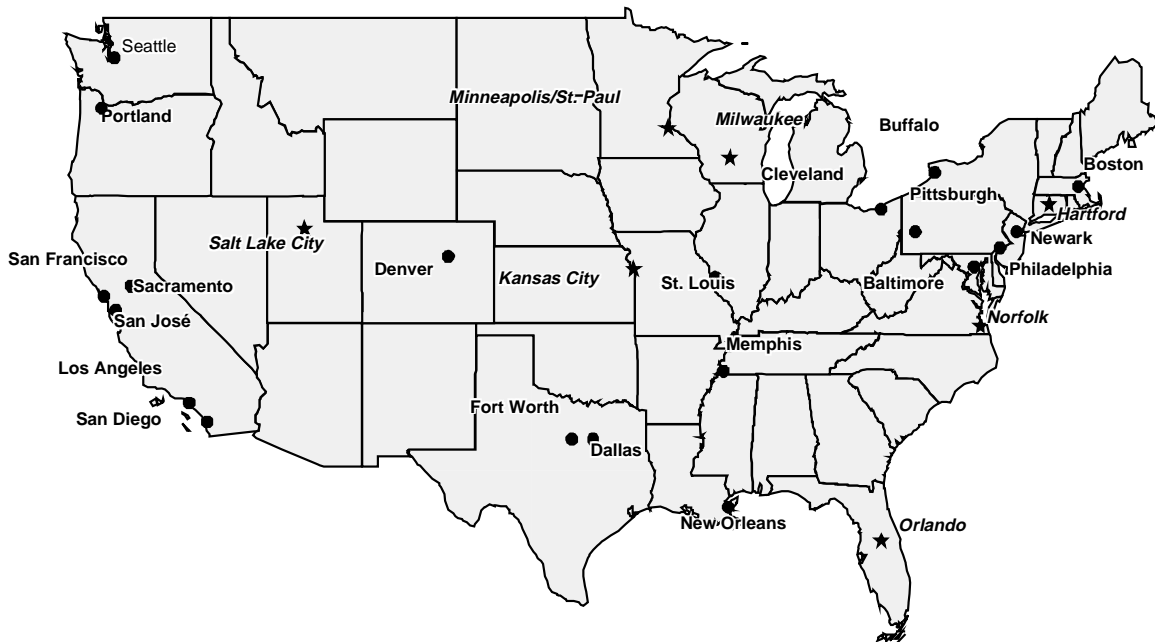 Seattle
Minneapolis/St. Paul
Portland
Milwaukee
Buffalo
Cleveland
Boston
Pittsburgh
Hartford
Salt Lake City
Newark
San Francisco
Denver
Kansas City
St. Louis
Baltimore
Philadelphia
Sacramento
San José
Norfolk
Memphis
Los Angeles
San Diego
Fort Worth
Dallas
New Orleans
Orlando